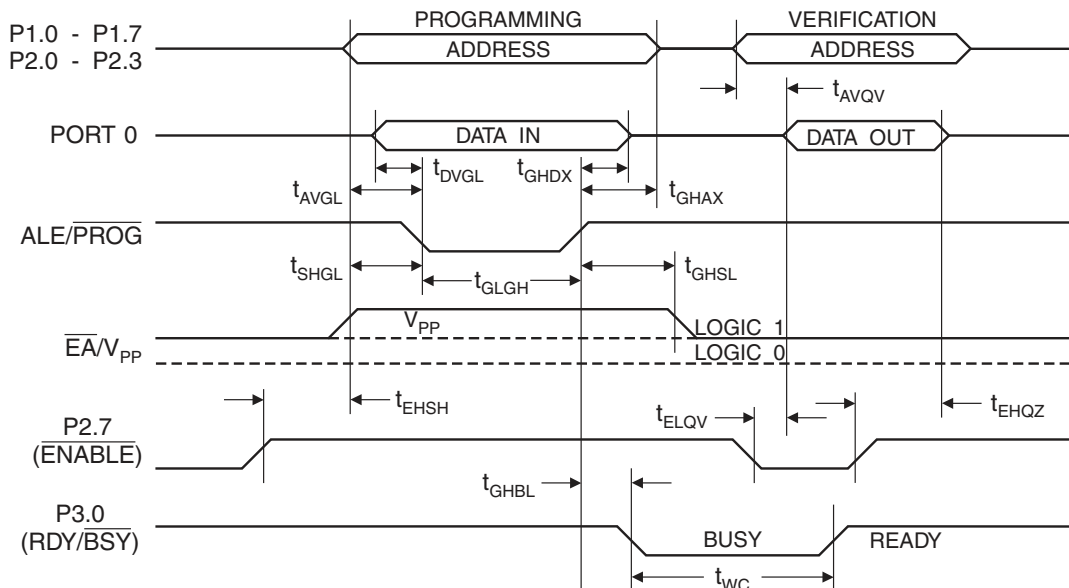 PROGRAMMING VERIFICATION
P1.0 - P1.7
P2.0 - P2.3
ADDRESS ADDRESS
tAVQV
PORT 0 DATA IN DATA OUT
tDVGL tGHDX
tAVGL tGHAX
ALE/PROG
tSHGL tGLGH tGHSL
VPP LOGIC 1
EA/VPP LOGIC 0
tEHSH tELQV tEHQZ
P2.7
(ENABLE)
tGHBL
P3.0
(RDY/BSY) BUSY READY
tWC